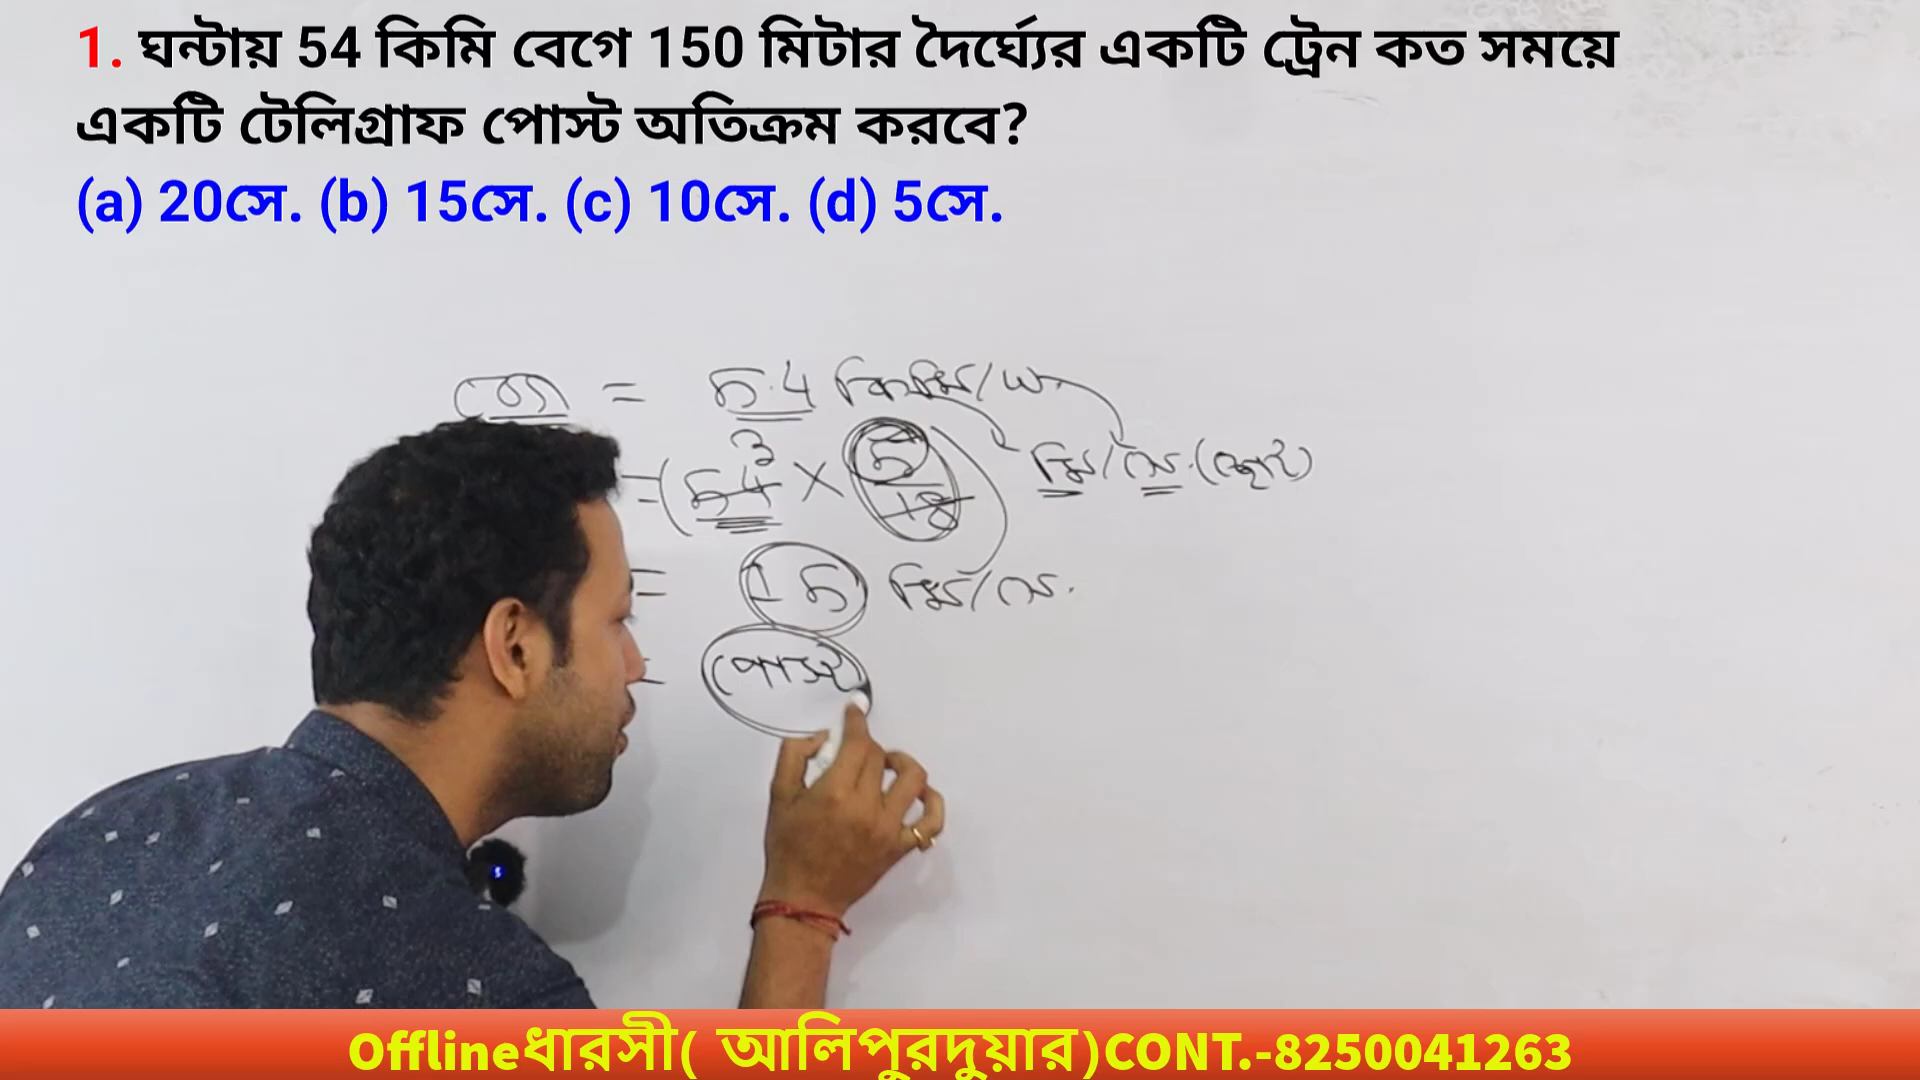 1. ঘন্টায় 54 কিমি বেগে 150 মিটার দৈর্ঘ্যের একটি ট্রেন কত সময়ে
একটি টেলিগ্রাফ পোস্ট অতিক্রম করবে?
(a) 20সে. (b) 15সে. (c) 10সে. (d) 5সে.
= 54 কিমি/ঘ.
= (54 3 × 5/18) মি/সে.
= 15 মি/সে.
= পোস্ট
Offlineধারসী( আলিপুরদুয়ার)CONT.-8250041263